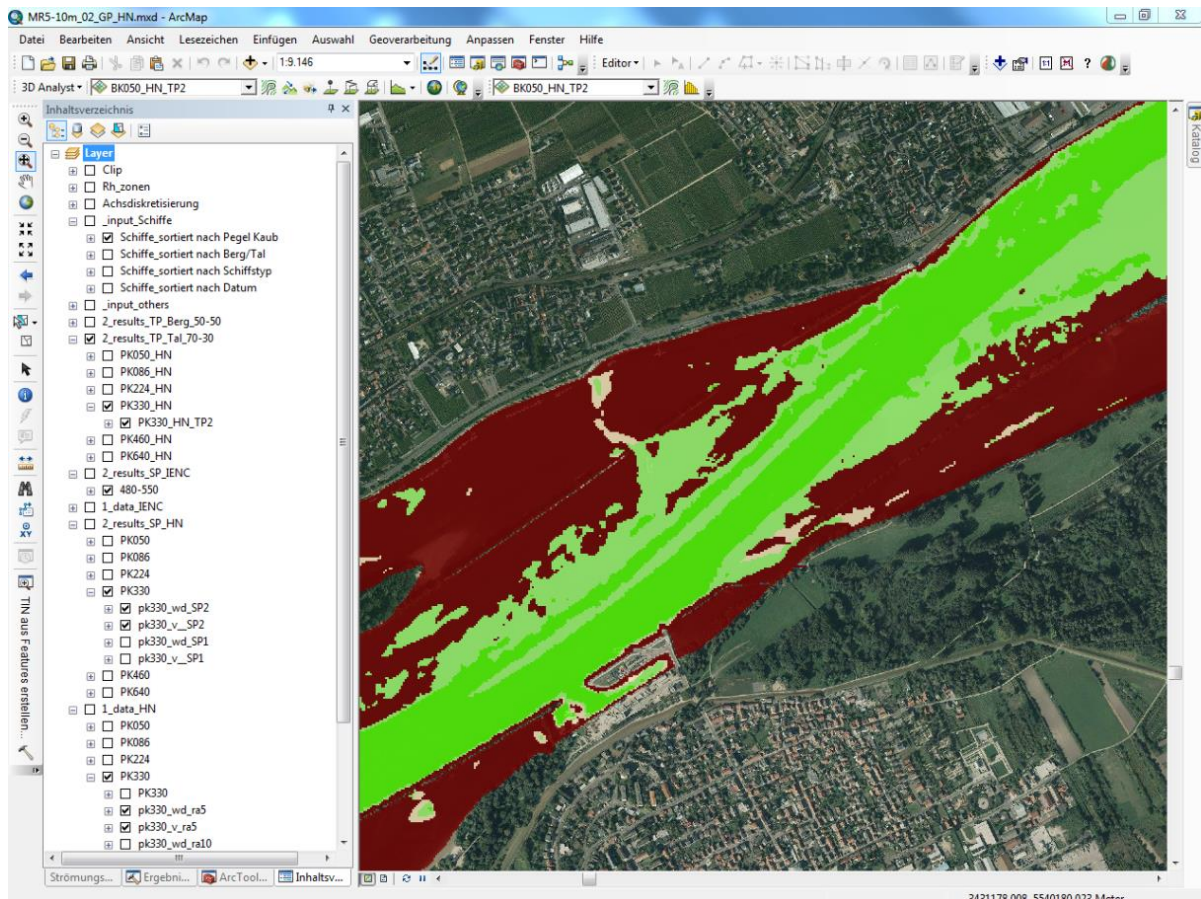 MR5-10m_02_GP_HN.mxd - ArcMap
Datei Bearbeiten Ansicht Lesezeichen Einfügen Auswahl Geoverarbeitung Anpassen Fenster Hilfe
1:9.146 Editor
3D Analyst BK050_HN_TP2 BK050_HN_TP2
Inhaltsverzeichnis
Katalog
Layer
Clip
Rh_zonen
Achsdiskretisierung
_input_Schiffe
Schiffe_sortiert nach Pegel Kaub
Schiffe_sortiert nach Berg/Tal
Schiffe_sortiert nach Schiffstyp
Schiffe_sortiert nach Datum
_input_others
2_results_TP_Berg_50-50
2_results_TP_Tal_70-30
PK050_HN
PK086_HN
PK224_HN
PK330_HN
PK330_HN_TP2
PK460_HN
PK640_HN
2_results_SP_IENC
480-550
1_data_IENC
2_results_SP_HN
PK050
PK086
PK224
PK330
pk330_wd_SP2
pk330_v__SP2
pk330_wd_SP1
pk330_v__SP1
PK460
PK640
1_data_HN
PK050
PK086
PK224
PK330
PK330
pk330_wd_ra5
pk330_v_ra5
pk330_wd_ra10
XY
TIN aus Features erstellen...
Strömungs... Ergebni... ArcTool... Inhaltsv...
3431178,008 5540180,023 Meter